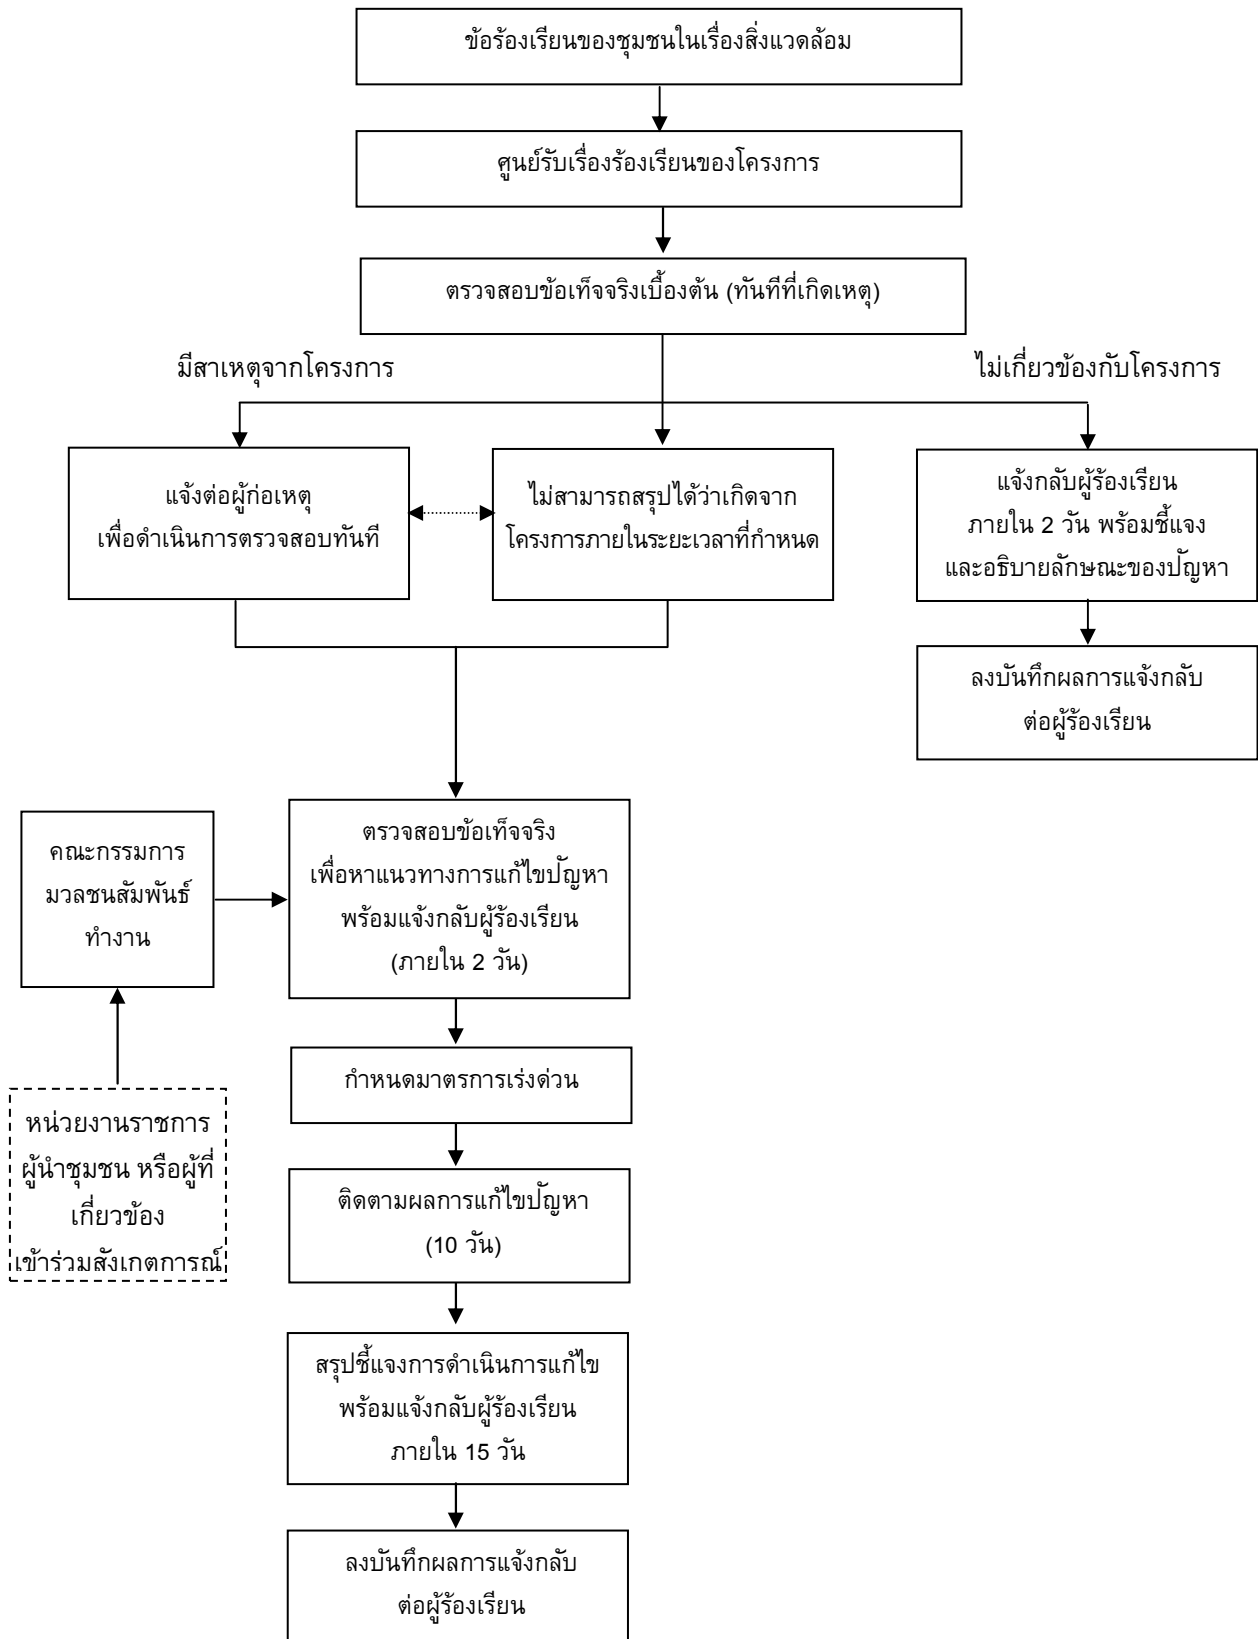 ข้อร้องเรียนของชุมชนในเรื่องสิ่งแวดล้อม
ศูนย์รับเรื่องร้องเรียนของโครงการ
ตรวจสอบข้อเท็จจริงเบื้องต้น (ทันทีที่เกิดเหตุ)
มีสาเหตุจากโครงการ
ไม่เกี่ยวข้องกับโครงการ
แจ้งต่อผู้ก่อเหตุ
เพื่อดำเนินการตรวจสอบทันที
ไม่สามารถสรุปได้ว่าเกิดจาก
โครงการภายในระยะเวลาที่กำหนด
แจ้งกลับผู้ร้องเรียน
ภายใน 2 วัน พร้อมชี้แจง
และอธิบายลักษณะของปัญหา
ลงบันทึกผลการแจ้งกลับ
ต่อผู้ร้องเรียน
คณะกรรมการ
มวลชนสัมพันธ์
ทำงาน
ตรวจสอบข้อเท็จจริง
เพื่อหาแนวทางการแก้ไขปัญหา
พร้อมแจ้งกลับผู้ร้องเรียน
(ภายใน 2 วัน)
กำหนดมาตรการเร่งด่วน
หน่วยงานราชการ
ผู้นำชุมชน หรือผู้ที่
เกี่ยวข้อง
เข้าร่วมสังเกตการณ์
ติดตามผลการแก้ไขปัญหา
(10 วัน)
สรุปชี้แจงการดำเนินการแก้ไข
พร้อมแจ้งกลับผู้ร้องเรียน
ภายใน 15 วัน
ลงบันทึกผลการแจ้งกลับ
ต่อผู้ร้องเรียน